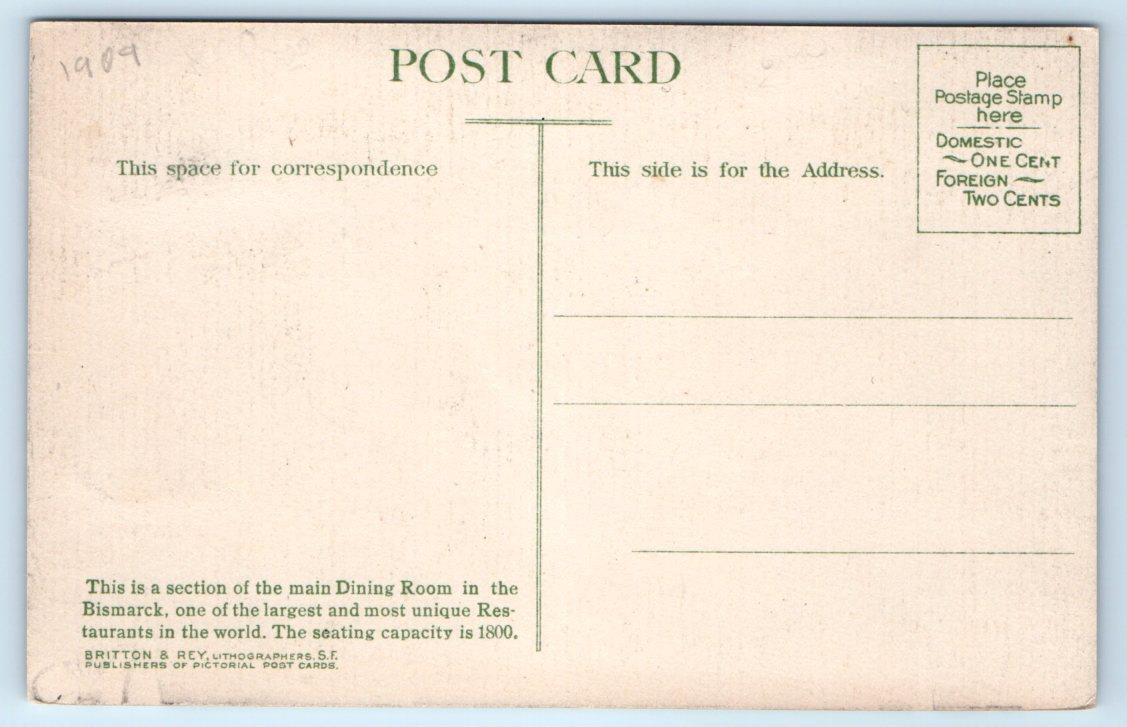 1909
POST CARD
Place
Postage Stamp
here
DOMESTIC
ONE CENT
FOREIGN
TWO CENTS
This space for correspondence
This side is for the Address.
This is a section of the main Dining Room in the
Bismarck, one of the largest and most unique Res-
taurants in the world. The seating capacity is 1800.
BRITTON & REY, LITHOGRAPHERS, S.F.
PUBLISHERS OF PICTORIAL POST CARDS.